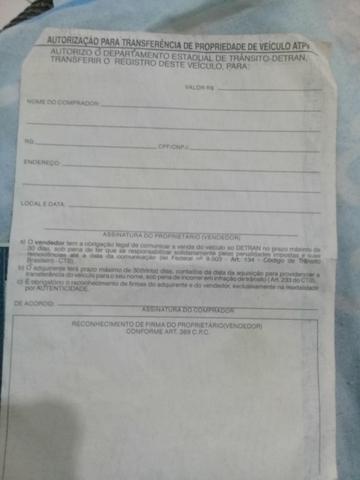 AUTORIZAÇÃO PARA TRANSFERÊNCIA DE PROPRIEDADE DE VEÍCULO ATPV
AUTORIZO O DEPARTAMENTO ESTADUAL DE TRÂNSITO-DETRAN,
TRANSFERIR O REGISTRO DESTE VEÍCULO, PARA:
VALOR R$
NOME DO COMPRADOR:
RG: CPF/CNPJ:
ENDEREÇO:
LOCAL E DATA:
ASSINATURA DO PROPRIETÁRIO (VENDEDOR)
a) O vendedor tem a obrigação legal de comunicar a venda do veículo ao DETRAN no prazo máximo de
30 dias, sob pena de ter que se responsabilizar solidariamente pelas penalidades impostas e suas
reincidências até a data da comunicação (lei Federal nº 9.503 - Art. 134 - Código de Trânsito
Brasileiro - CTB).
b) O adquirente terá prazo máximo de 30(trinta) dias, contados da data da aquisição para providenciar a
transferência do veículo para o seu nome, sob pena de incorrer em infração de trânsito ( Art. 233 do CTB).
c) É obrigatório o reconhecimento de firmas do adquirente e do vendedor, exclusivamente na modalidade
por AUTENTICIDADE.
DE ACORDO:
ASSINATURA DO COMPRADOR
RECONHECIMENTO DE FIRMA DO PROPRIETÁRIO(VENDEDOR)
CONFORME ART. 369 C.P.C.